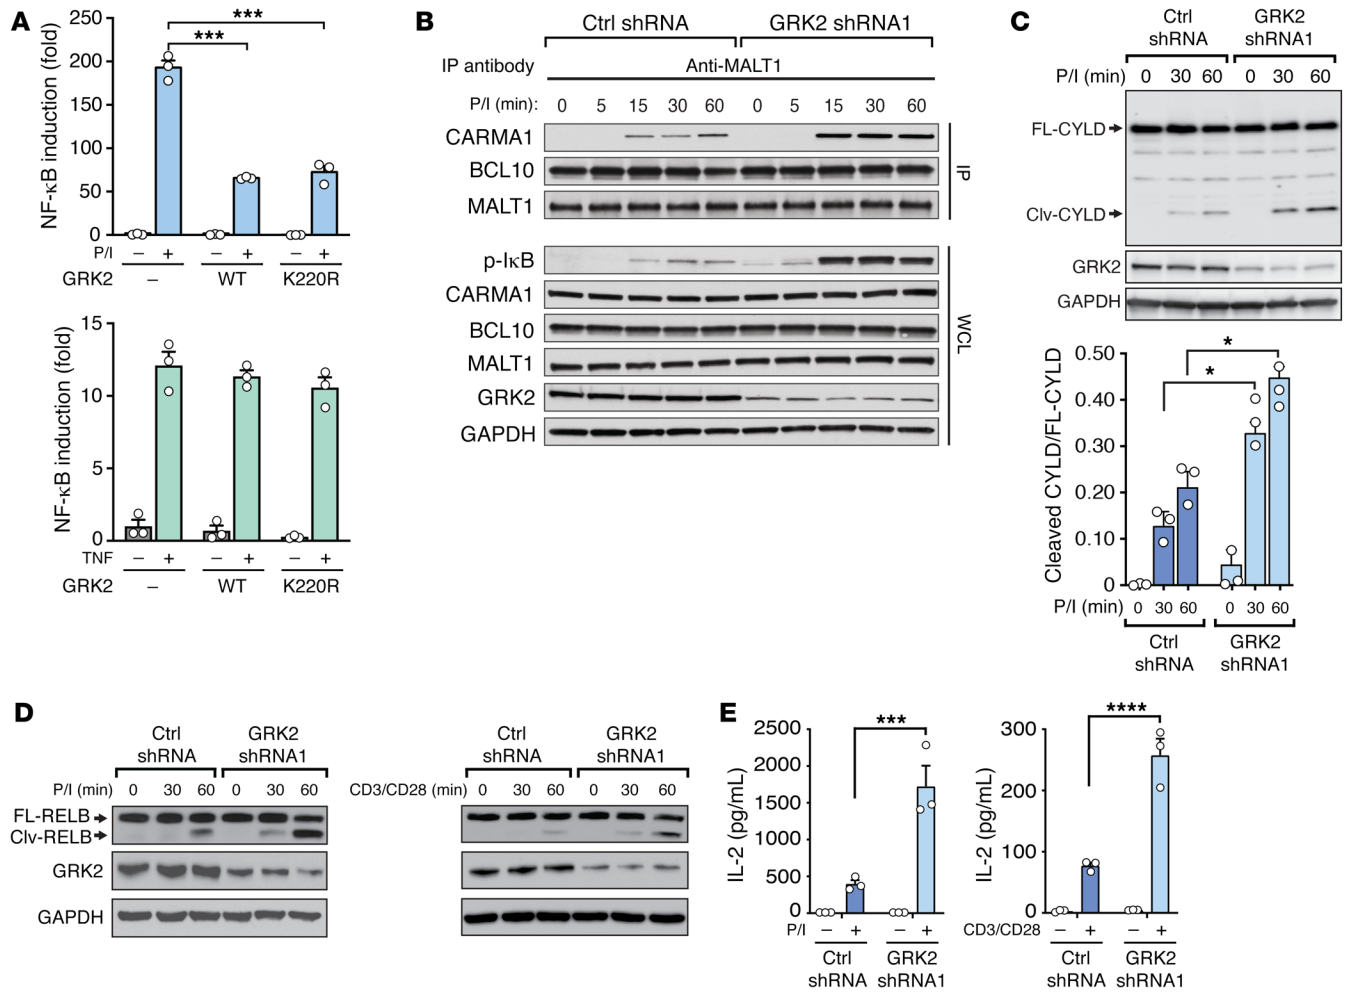 A
NF-κB induction (fold)
250
200
150
100
50
0
***
***
P/I – + – + – +
GRK2 – WT K220R
NF-κB induction (fold)
15
10
5
0
TNF – + – + – +
GRK2 – WT K220R
B
Ctrl shRNA GRK2 shRNA1
IP antibody Anti-MALT1
P/I (min): 0 5 15 30 60 0 5 15 30 60
CARMA1
BCL10
MALT1
IP
p-IκB
CARMA1
BCL10
MALT1
GRK2
GAPDH
WCL
C
Ctrl shRNA GRK2 shRNA1
P/I (min) 0 30 60 0 30 60
FL-CYLD
Clv-CYLD
GRK2
GAPDH
Cleaved CYLD/FL-CYLD
0.50
0.40
0.30
0.20
0.10
0
*
*
P/I (min) 0 30 60 0 30 60
Ctrl shRNA GRK2 shRNA1
D
Ctrl shRNA GRK2 shRNA1
P/I (min) 0 30 60 0 30 60
FL-RELB
Clv-RELB
GRK2
GAPDH
Ctrl shRNA GRK2 shRNA1
CD3/CD28 (min) 0 30 60 0 30 60
E
IL-2 (pg/mL)
2500
2000
1500
1000
500
0
***
P/I – + – +
Ctrl shRNA GRK2 shRNA1
IL-2 (pg/mL)
300
200
100
0
****
CD3/CD28 – + – +
Ctrl shRNA GRK2 shRNA1